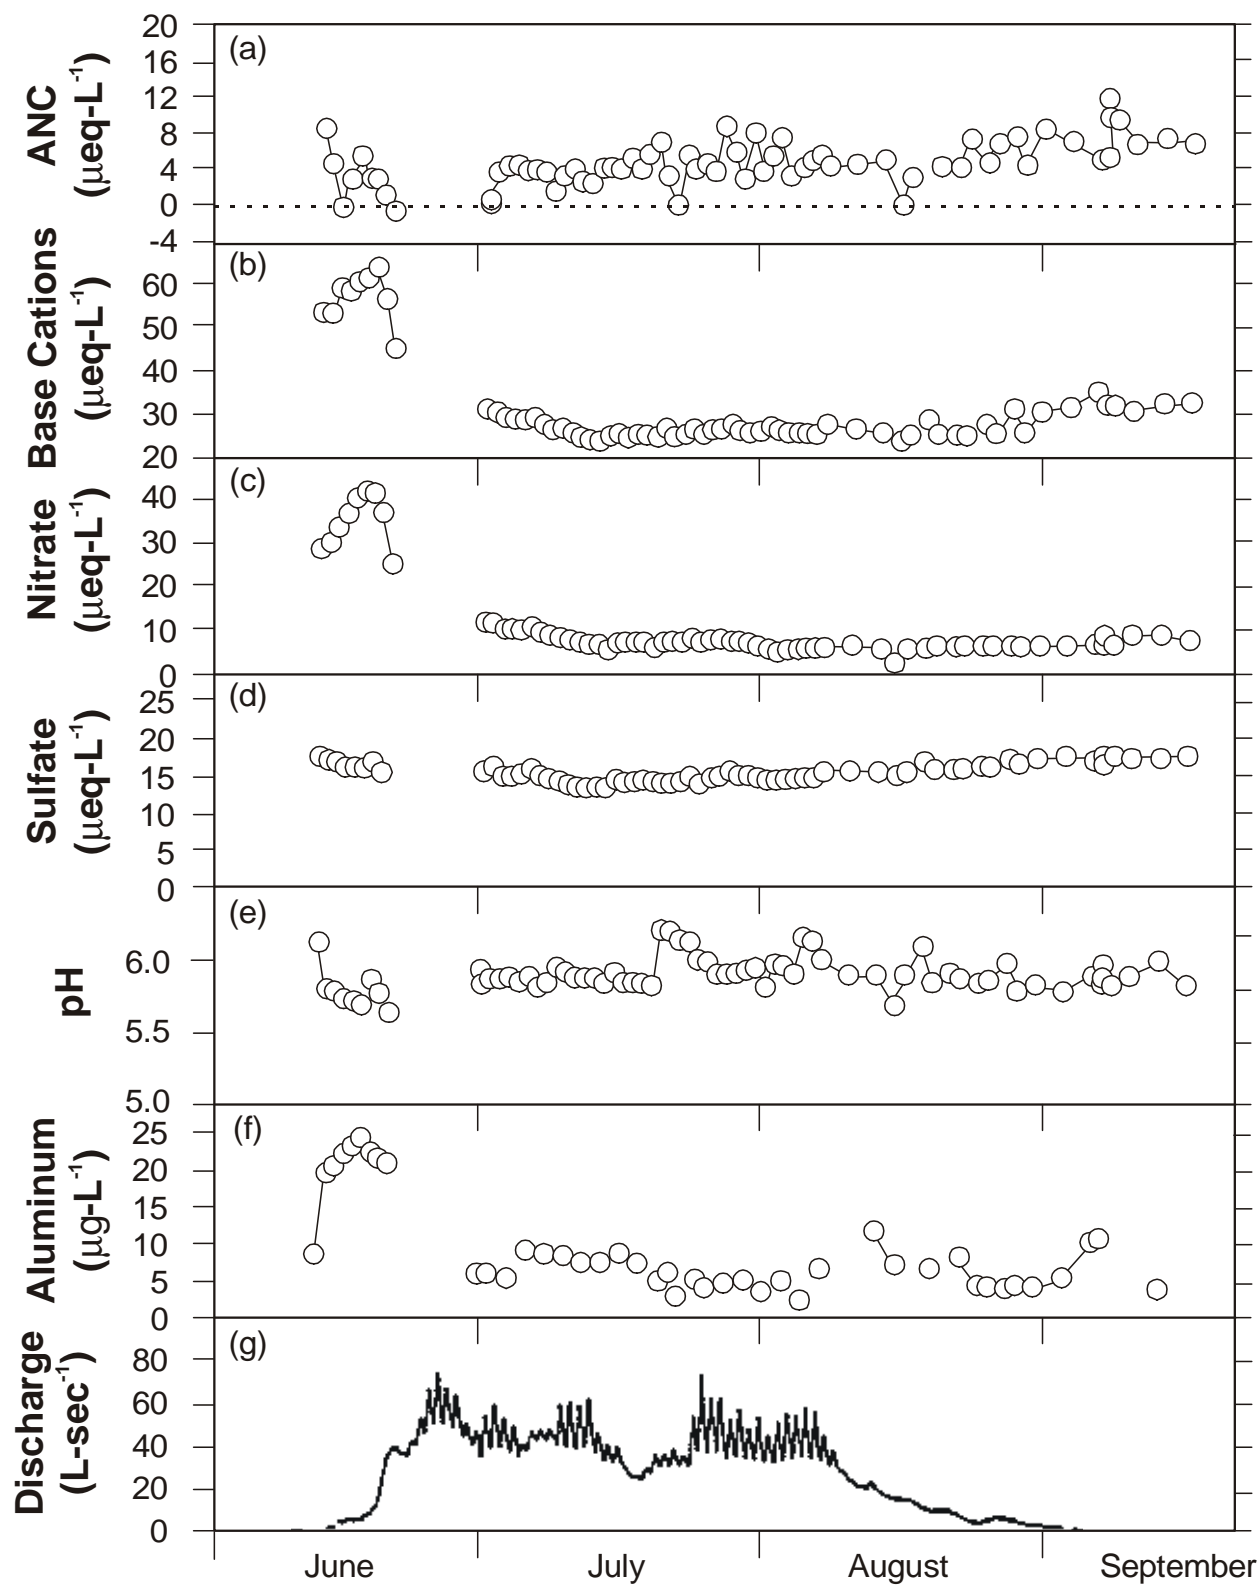 (a)
20
16
12
8
4
0
-4
ANC
(μeq-L-1)
(b)
60
50
40
30
20
Base Cations
(μeq-L-1)
(c)
40
30
20
10
0
Nitrate
(μeq-L-1)
(d)
25
20
15
10
5
0
Sulfate
(μeq-L-1)
(e)
6.0
5.5
5.0
pH
(f)
25
20
15
10
5
0
Aluminum
(μg-L-1)
(g)
80
60
40
20
0
Discharge
(L-sec-1)
June July August September